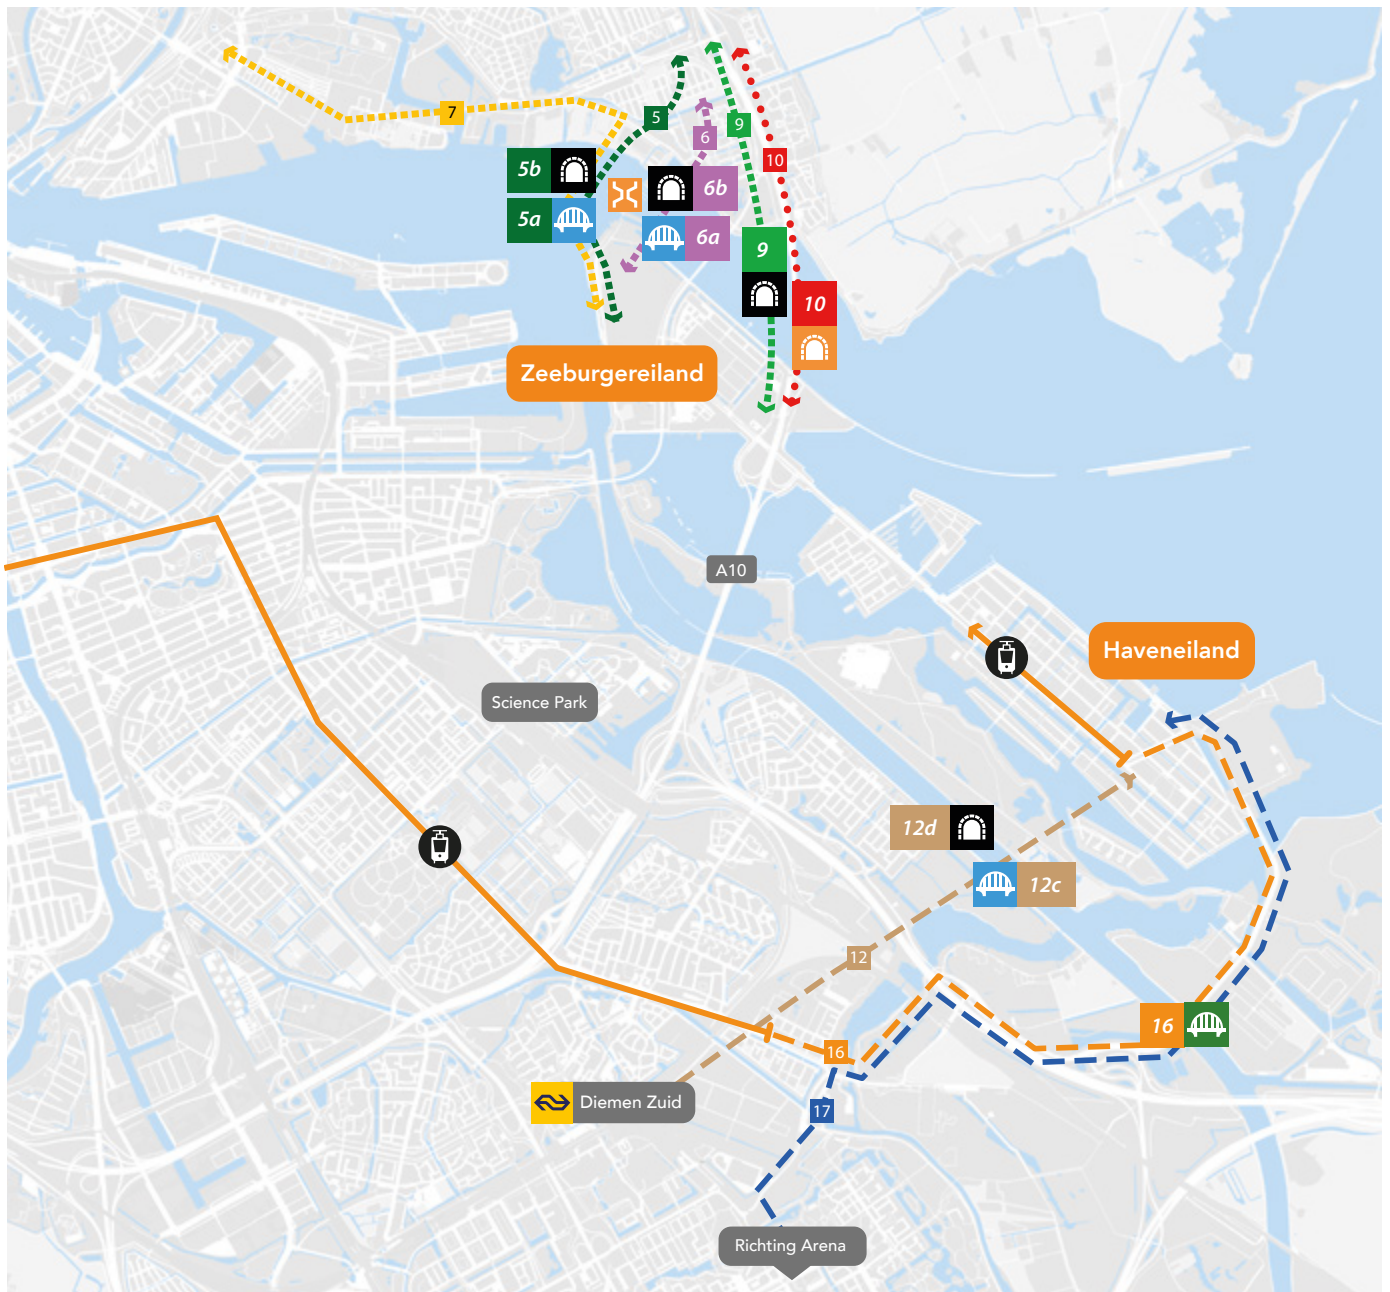 7
5
6
9
10
5b
6b
5a
6a
9
10
Zeeburgereiland
A10
Haveneiland
Science Park
12d
12c
12
16
16
Diemen Zuid
17
Richting Arena